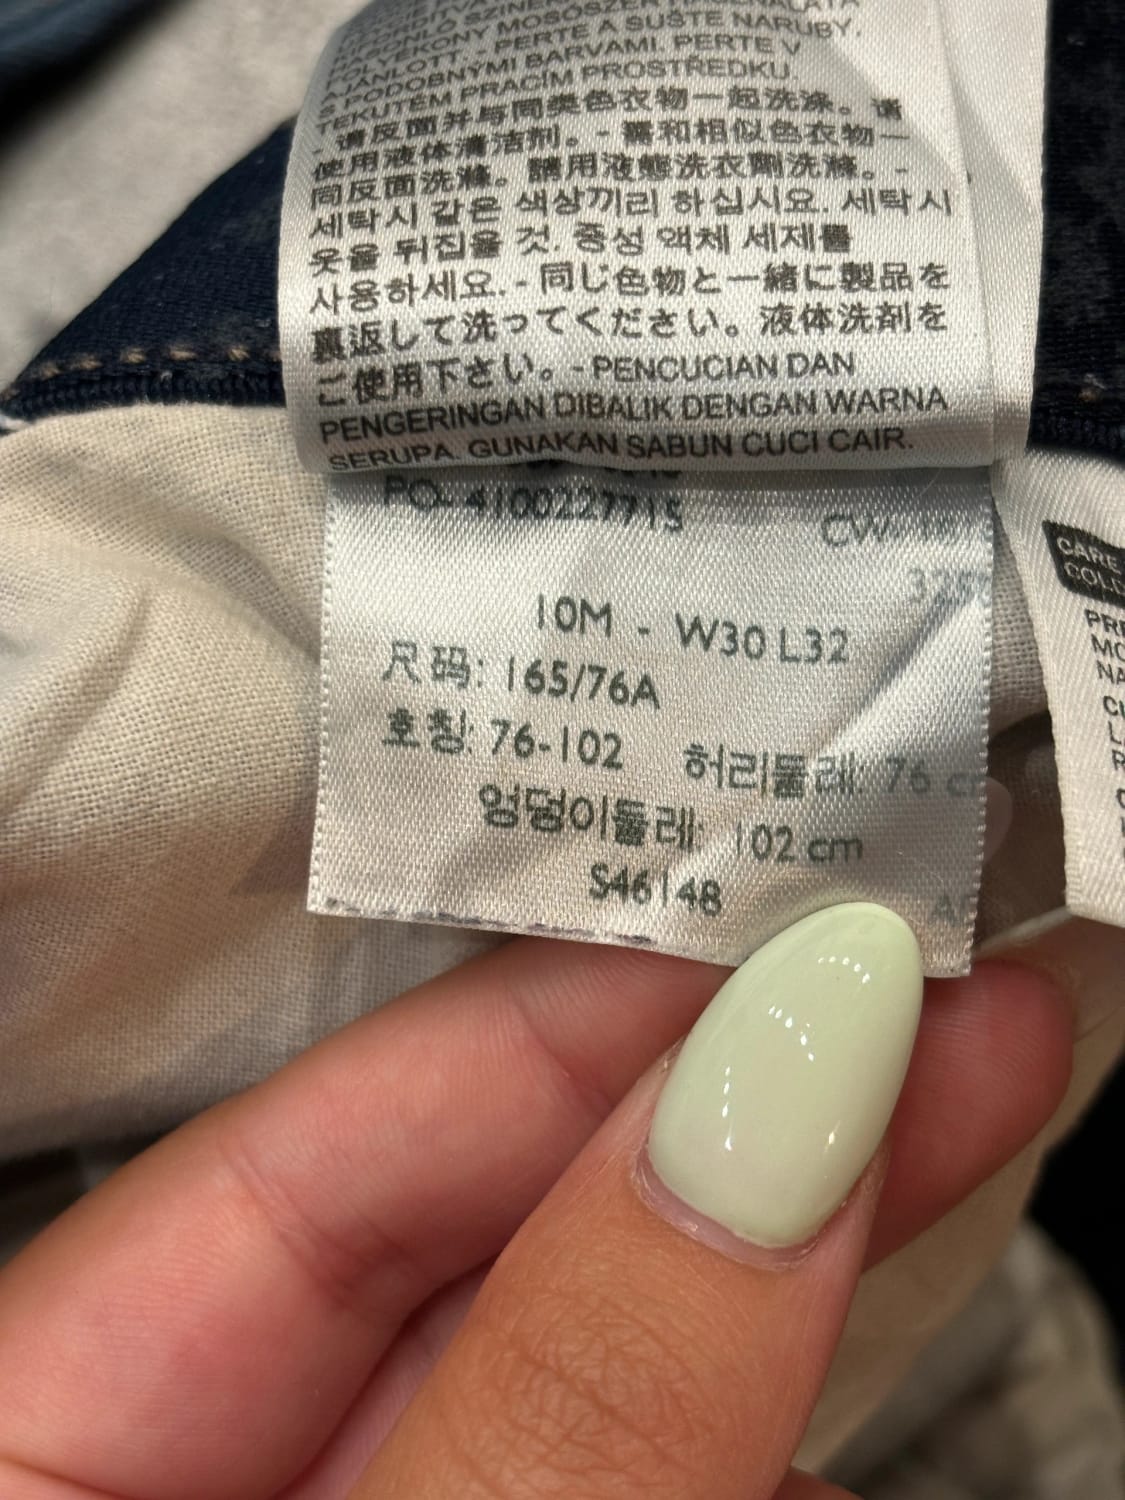 POLYÉKONY MOSÓSZER HASZNÁLATA
AJÁNLOTT. - PERTE A SUŠTE NARUBY,
S PODOBNÝMI BARVAMI. PERTE V
TEKUTÉM PRACÍM PROSTŘEDKU.
- 请反面并与同类色衣物一起洗涤。请
使用液体清洁剂。 - 需和相似色衣物一
同反面洗滌。請用液態洗衣劑洗滌。 -
세탁시 같은 색상끼리 하십시요. 세탁시
옷을 뒤집을 것. 중성 액체 세제를
사용하세요. - 同じ色物と一緒に製品を
裏返して洗ってください。液体洗剤を
ご使用下さい。 - PENCUCIAN DAN
PENGERINGAN DIBALIK DENGAN WARNA
SERUPA. GUNAKAN SABUN CUCI CAIR.
PO- 4100227715
CW-
10M - W30 L32
尺码: 165/76A
호칭: 76-102 허리둘레: 76
엉덩이둘레: 102 cm
S46148
CARE
COLD